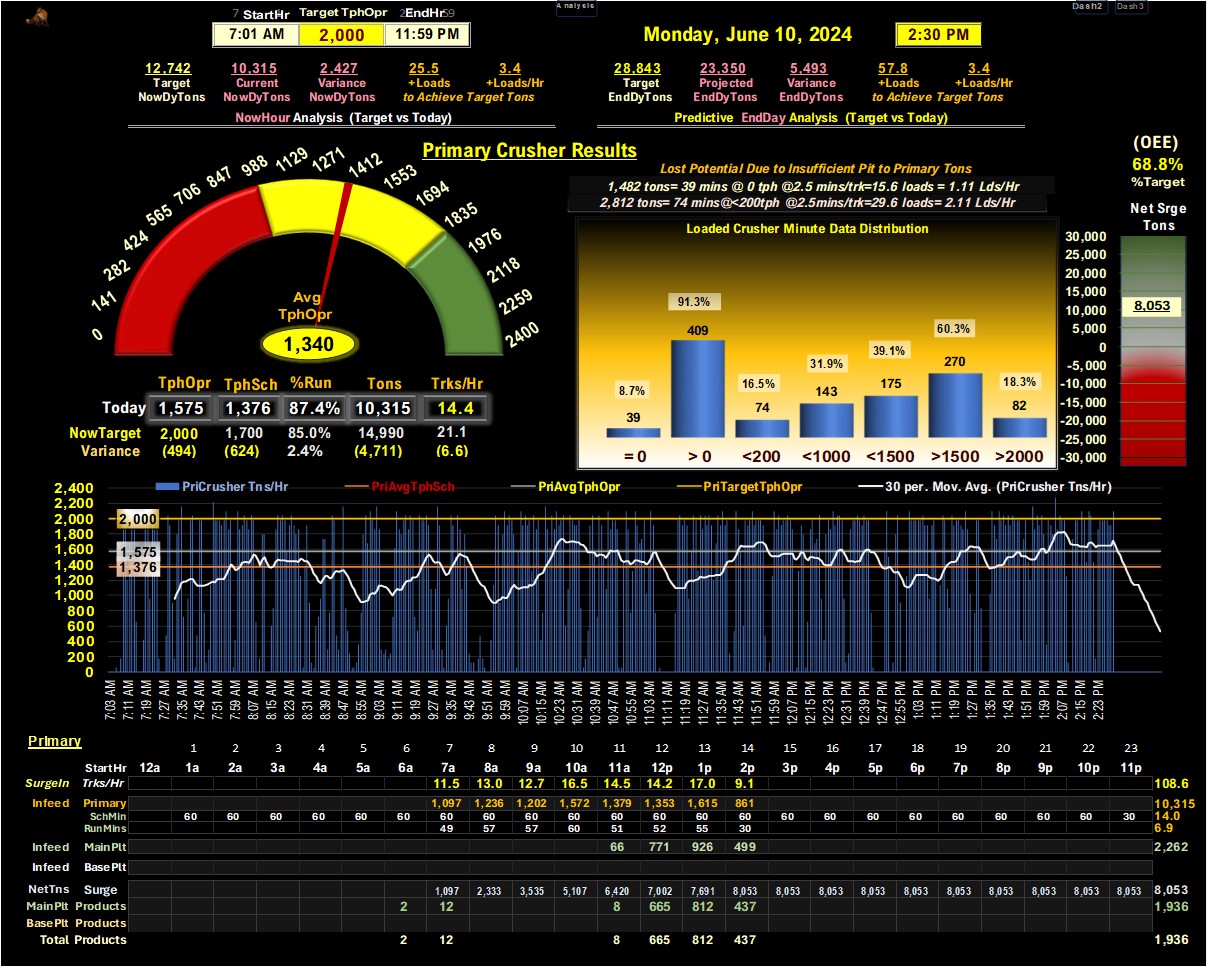 Analysis
Dash2 Dash3
7 StartHr Target TphOpr EndHr 59
7:01 AM 2,000 11:59 PM
Monday, June 10, 2024 2:30 PM
12,742 10,315 2,427 25.5 3.4
Target Current Variance +Loads +Loads/Hr
NowDyTons NowDyTons NowDyTons to Achieve Target Tons
NowHour Analysis (Target vs Today)
28,843 23,350 5,493 57.8 3.4
Target Projected Variance +Loads +Loads/Hr
EndDyTons EndDyTons EndDyTons to Achieve Target Tons
Predictive EndDay Analysis (Target vs Today)
Primary Crusher Results
0 141 282 424 565 706 847 988 1129 1271 1412 1553 1694 1835 1976 2118 2259 2400
Avg
TphOpr
1,340
Lost Potential Due to Insufficient Pit to Primary Tons
1,482 tons= 39 mins @ 0 tph @2.5 mins/trk=15.6 loads = 1.11 Lds/Hr
2,812 tons= 74 mins@<200tph @2.5mins/trk=29.6 loads= 2.11 Lds/Hr
(OEE)
68.8%
%Target
Net Srge
Tons
30,000
25,000
20,000
15,000
10,000
8,053
5,000
0
-5,000
-10,000
-15,000
-20,000
-25,000
-30,000
Loaded Crusher Minute Data Distribution
8.7% 91.3% 16.5% 31.9% 39.1% 60.3% 18.3%
39 409 74 143 175 270 82
= 0 > 0 <200 <1000 <1500 >1500 >2000
TphOpr TphSch %Run Tons Trks/Hr
Today 1,575 1,376 87.4% 10,315 14.4
NowTarget 2,000 1,700 85.0% 14,990 21.1
Variance (494) (624) 2.4% (4,711) (6.6)
PriCrusher Tns/Hr PriAvgTphSch PriAvgTphOpr PriTargetTphOpr 30 per. Mov. Avg. (PriCrusher Tns/Hr)
2,400
2,200
2,000
1,800
1,600
1,400
1,200
1,000
800
600
400
200
0
2,000
1,575
1,376
7:03 AM 7:11 AM 7:19 AM 7:27 AM 7:35 AM 7:43 AM 7:51 AM 7:59 AM 8:07 AM 8:15 AM 8:23 AM 8:31 AM 8:39 AM 8:47 AM 8:55 AM 9:03 AM 9:11 AM 9:19 AM 9:27 AM 9:35 AM 9:43 AM 9:51 AM 9:59 AM 10:07 AM 10:15 AM 10:23 AM 10:31 AM 10:39 AM 10:47 AM 10:55 AM 11:03 AM 11:11 AM 11:19 AM 11:27 AM 11:35 AM 11:43 AM 11:51 AM 11:59 AM 12:07 PM 12:15 PM 12:23 PM 12:31 PM 12:39 PM 12:47 PM 12:55 PM 1:03 PM 1:11 PM 1:19 PM 1:27 PM 1:35 PM 1:43 PM 1:51 PM 1:59 PM 2:07 PM 2:15 PM 2:23 PM
Primary
1 2 3 4 5 6 7 8 9 10 11 12 13 14 15 16 17 18 19 20 21 22 23
StartHr 12a 1a 2a 3a 4a 5a 6a 7a 8a 9a 10a 11a 12p 1p 2p 3p 4p 5p 6p 7p 8p 9p 10p 11p
SurgeIn Trks/Hr 11.5 13.0 12.7 16.5 14.5 14.2 17.0 9.1 108.6
Infeed Primary 1,097 1,236 1,202 1,572 1,379 1,353 1,615 861 10,315
SchMin 60 60 60 60 60 60 60 60 60 60 60 60 60 60 60 60 60 60 60 60 60 60 30 14.0
RunMins 49 57 57 60 51 52 55 30 6.9
Infeed MainPlt 66 771 926 499 2,262
Infeed BasePlt
NetTns Surge 1,097 2,333 3,535 5,107 6,420 7,002 7,691 8,053 8,053 8,053 8,053 8,053 8,053 8,053 8,053 8,053 8,053 8,053
MainPlt Products 2 12 8 665 812 437 1,936
BasePlt Products
Total Products 2 12 8 665 812 437 1,936